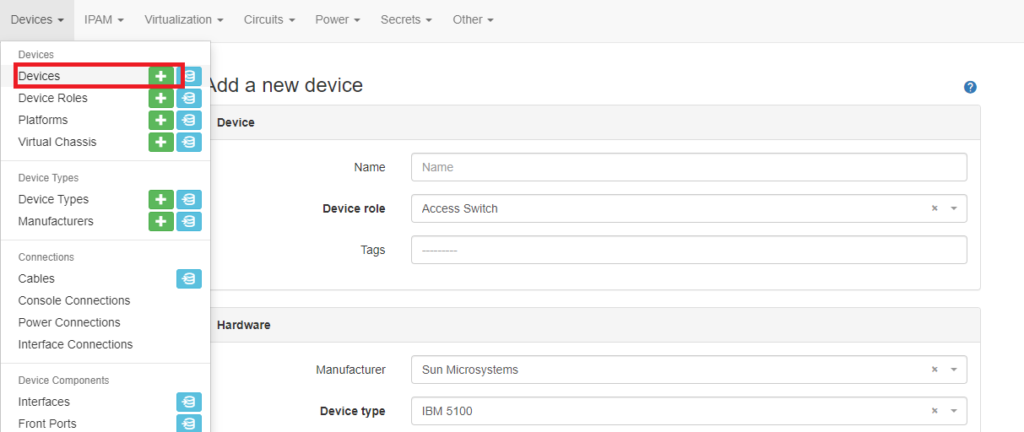 Devices IPAM Virtualization Circuits Power Secrets Other
Devices
Devices
Device Roles
Platforms
Virtual Chassis
Device Types
Device Types
Manufacturers
Connections
Cables
Console Connections
Power Connections
Interface Connections
Device Components
Interfaces
Front Ports
Add a new device
?
Device
Name Name
Device role Access Switch ×
Tags ---------
Hardware
Manufacturer Sun Microsystems ×
Device type IBM 5100 ×